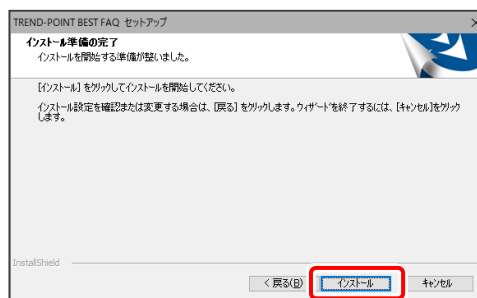 TREND-POINT BEST FAQ セットアップ
インストール準備の完了
インストールを開始する準備が整いました。
[インストール] をクリックしてインストールを開始してください。
インストール設定を確認または変更する場合は、[戻る] をクリックします。ウィザードを終了するには、[キャンセル]をクリック
します。
InstallShield
< 戻る(B) インストール キャンセル